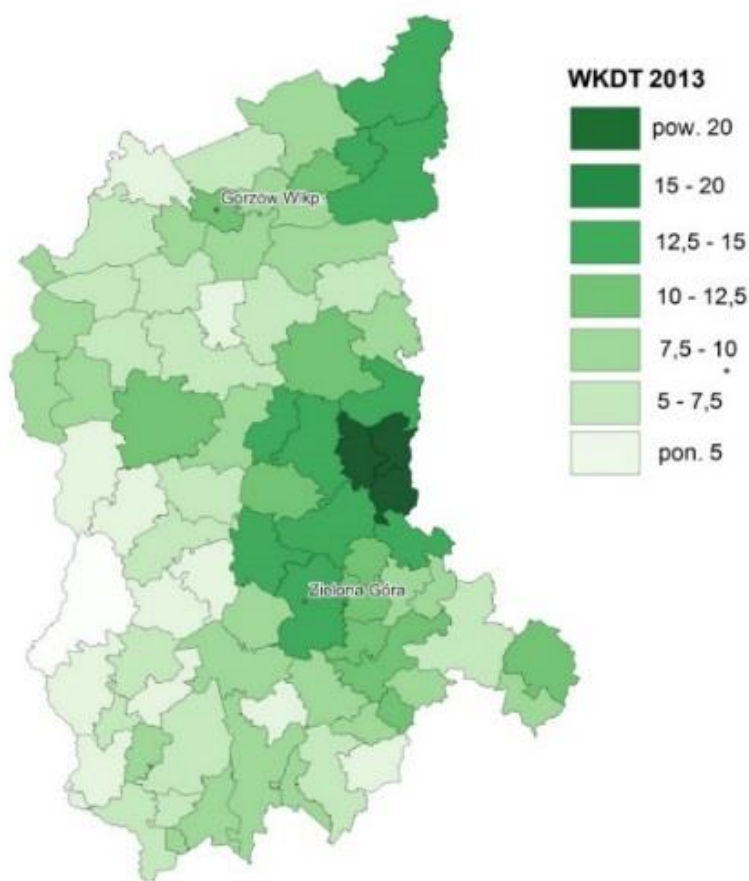 WKDT 2013
pow. 20
15 - 20
12,5 - 15
10 - 12,5
7,5 - 10
5 - 7,5
pon. 5
Gorzów Wlkp.
Zielona Góra